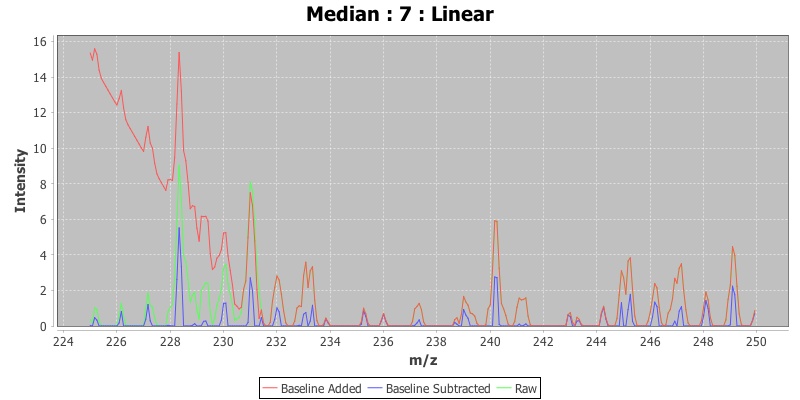 Median : 7 : Linear
16
14
12
10
8
6
4
2
0
Intensity
224 226 228 230 232 234 236 238 240 242 244 246 248 250
m/z
Baseline Added Baseline Subtracted Raw